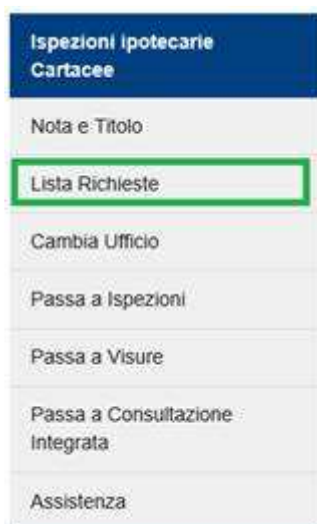 Ispezioni ipotecarie
Cartacee
Nota e Titolo
Lista Richieste
Cambia Ufficio
Passa a Ispezioni
Passa a Visure
Passa a Consultazione
Integrata
Assistenza